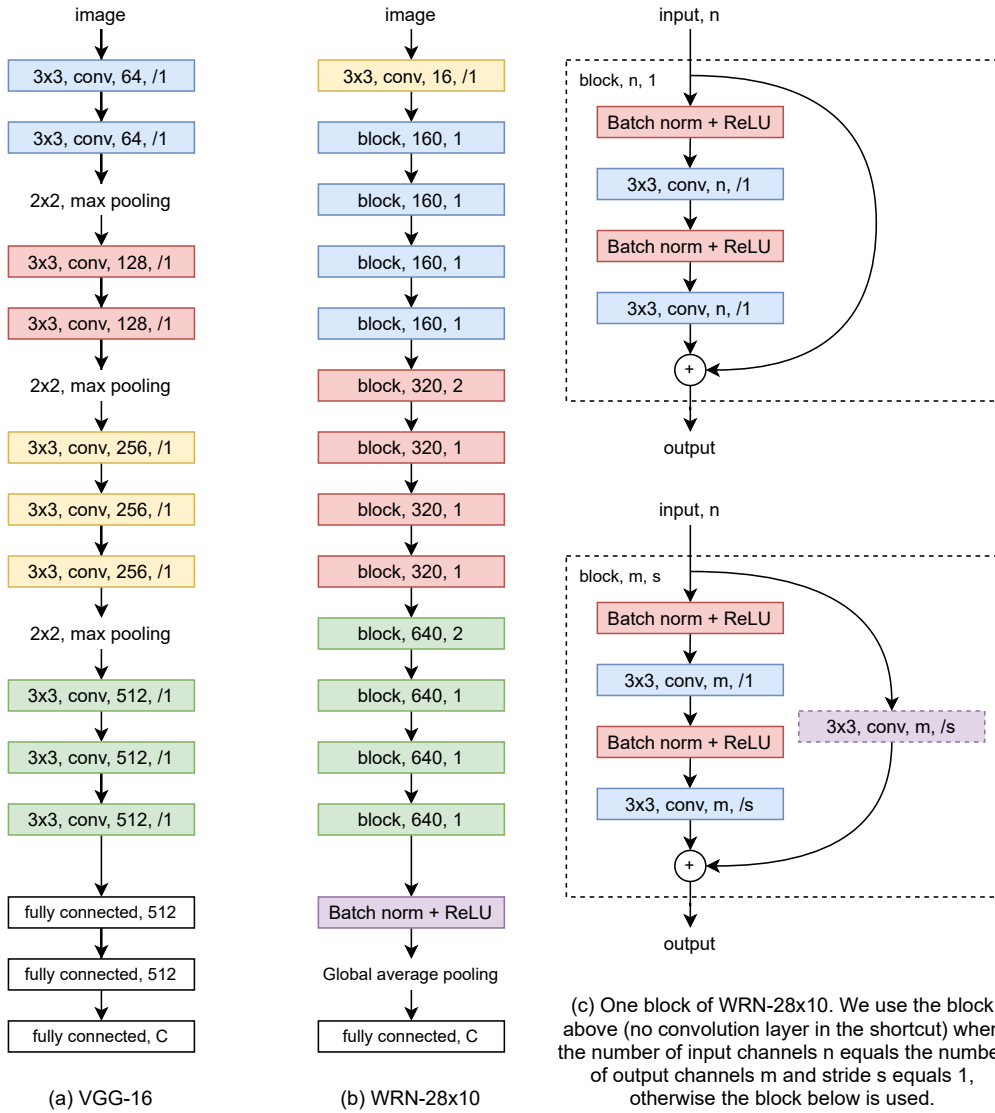 image
3x3, conv, 64, /1
3x3, conv, 64, /1
2x2, max pooling
3x3, conv, 128, /1
3x3, conv, 128, /1
2x2, max pooling
3x3, conv, 256, /1
3x3, conv, 256, /1
3x3, conv, 256, /1
2x2, max pooling
3x3, conv, 512, /1
3x3, conv, 512, /1
3x3, conv, 512, /1
fully connected, 512
fully connected, 512
fully connected, C
(a) VGG-16
image
3x3, conv, 16, /1
block, 160, 1
block, 160, 1
block, 160, 1
block, 160, 1
block, 320, 2
block, 320, 1
block, 320, 1
block, 320, 1
block, 640, 2
block, 640, 1
block, 640, 1
block, 640, 1
Batch norm + ReLU
Global average pooling
fully connected, C
(b) WRN-28x10
input, n
block, n, 1
Batch norm + ReLU
3x3, conv, n, /1
Batch norm + ReLU
3x3, conv, n, /1
+
output
input, n
block, m, s
Batch norm + ReLU
3x3, conv, m, /1
Batch norm + ReLU
3x3, conv, m, /s
3x3, conv, m, /s
+
output
(c) One block of WRN-28x10. We use the block
above (no convolution layer in the shortcut) when
the number of input channels n equals the number
of output channels m and stride s equals 1,
otherwise the block below is used.